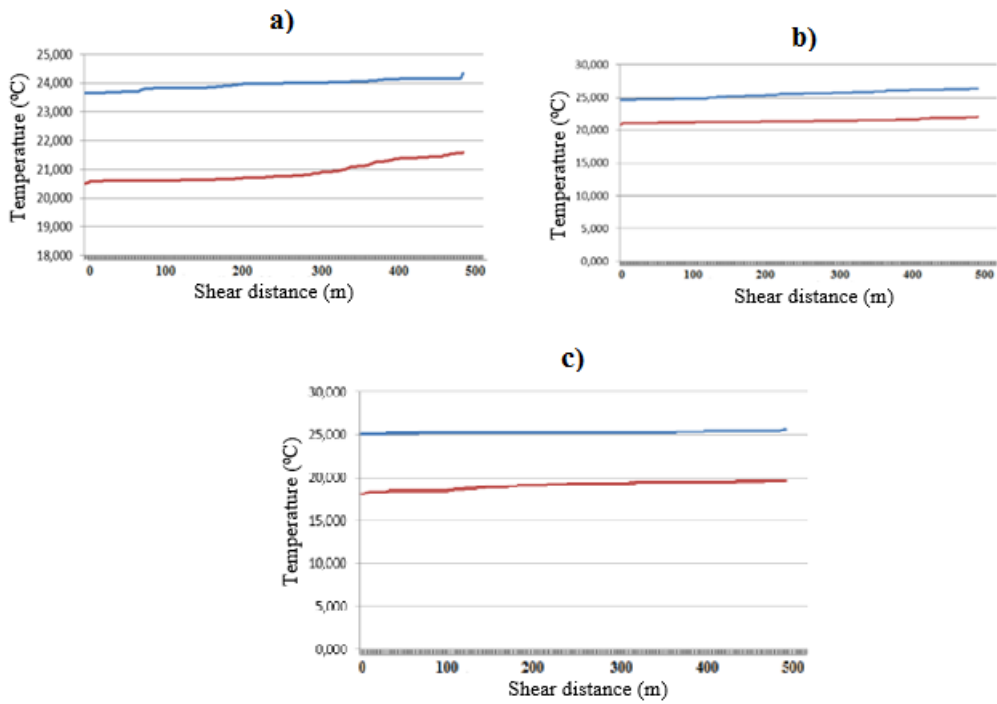 a)
25,000
24,000
23,000
22,000
21,000
20,000
19,000
18,000
Temperature (ºC)
0 100 200 300 400 500
Shear distance (m)
b)
30,000
25,000
20,000
15,000
10,000
5,000
0,000
Temperature (ºC)
0 100 200 300 400 500
Shear distance (m)
c)
30,000
25,000
20,000
15,000
10,000
5,000
0,000
Temperature (ºC)
0 100 200 300 400 500
Shear distance (m)